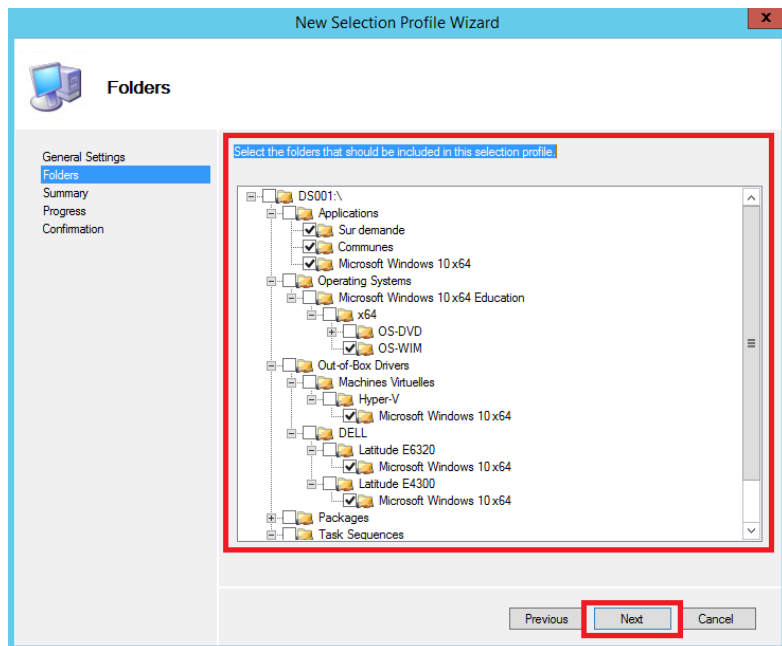 New Selection Profile Wizard
x
Folders
General Settings
Folders
Summary
Progress
Confirmation
Select the folders that should be included in this selection profile.
DS001:\
Applications
Sur demande
Communes
Microsoft Windows 10 x64
Operating Systems
Microsoft Windows 10 x64 Education
x64
OS-DVD
OS-WIM
Out-of-Box Drivers
Machines Virtuelles
Hyper-V
Microsoft Windows 10 x64
DELL
Latitude E6320
Microsoft Windows 10 x64
Latitude E4300
Microsoft Windows 10 x64
Packages
Task Sequences
Previous Next Cancel